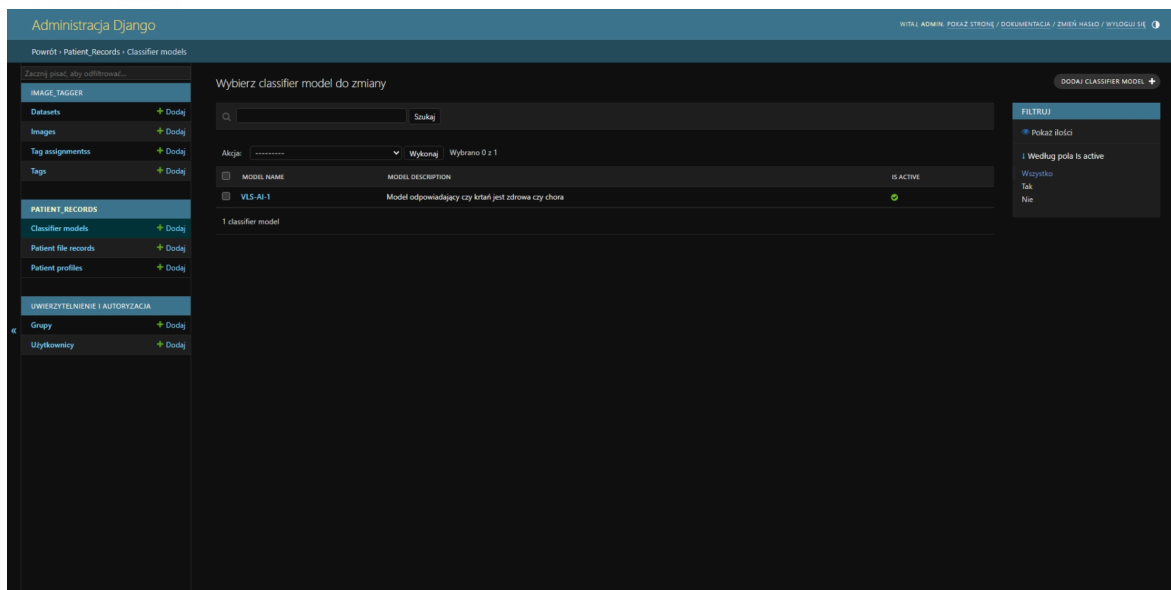 Administracja Django
WITAJ, ADMIN. POKAŻ STRONĘ / DOKUMENTACJA / ZMIEŃ HASŁO / WYLOGUJ SIĘ
Powrót › Patient_Records › Classifier models
Zacznij pisać, aby odfiltrować...
IMAGE_TAGGER
Datasets + Dodaj
Images + Dodaj
Tag assignmentss + Dodaj
Tags + Dodaj
PATIENT_RECORDS
Classifier models + Dodaj
Patient file records + Dodaj
Patient profiles + Dodaj
UWIERZYTELNIENIE I AUTORYZACJA
Grupy + Dodaj
Użytkownicy + Dodaj
«
Wybierz classifier model do zmiany
DODAJ CLASSIFIER MODEL +
Szukaj
Akcja: --------- Wykonaj Wybrano 0 z 1
MODEL NAME MODEL DESCRIPTION IS ACTIVE
VLS-AI-1 Model odpowiadający czy krtań jest zdrowa czy chora
1 classifier model
FILTRUJ
Pokaż ilości
↓ Według pola Is active
Wszystko
Tak
Nie